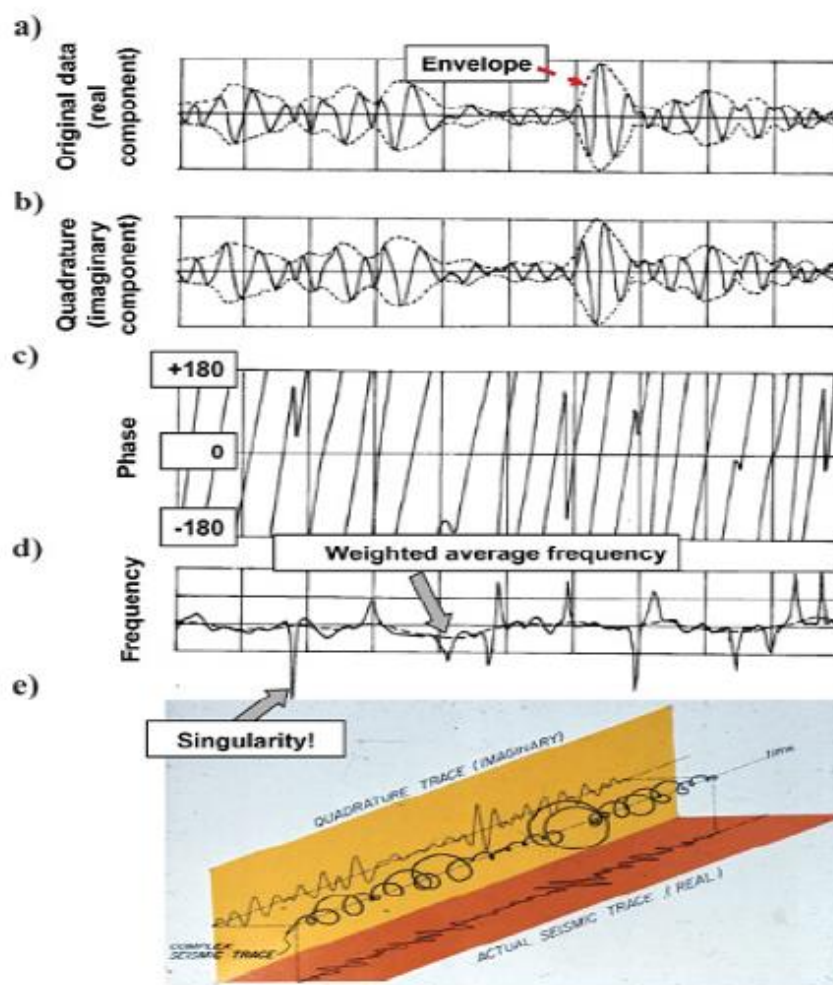 a)
Original data
(real
component)
Envelope
b)
Quadrature
(imaginary
component)
c)
+180
Phase
0
-180
d)
Weighted average frequency
Frequency
e)
Singularity!
QUADRATURE TRACE (IMAGINARY)
time
COMPLEX
SEISMIC TRACE
ACTUAL SEISMIC TRACE (REAL)